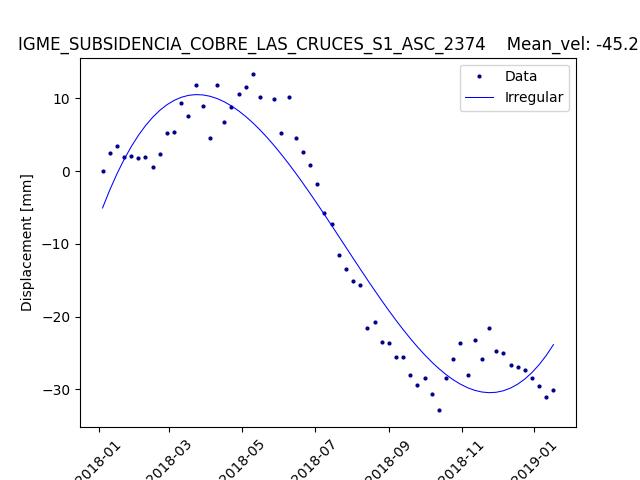 IGME_SUBSIDENCIA_COBRE_LAS_CRUCES_S1_ASC_2374 Mean_vel: -45.2
Data
Irregular
10
0
−10
−20
−30
Displacement [mm]
2018-01 2018-03 2018-05 2018-07 2018-09 2018-11 2019-01